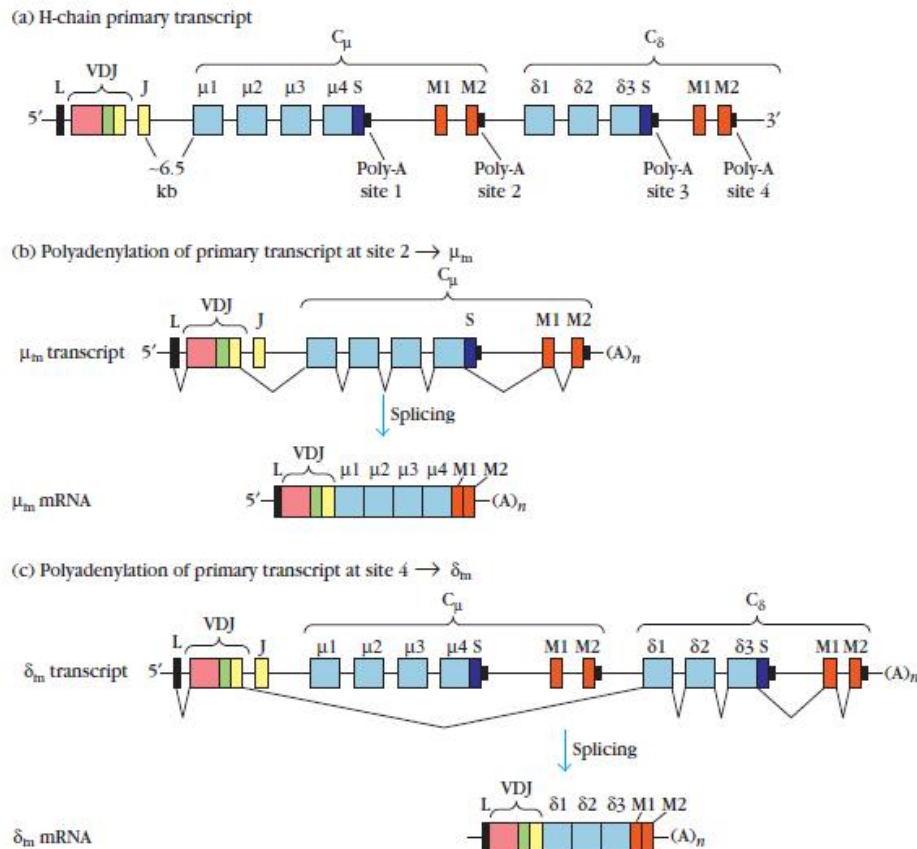 (a) H-chain primary transcript
Cμ Cδ
L VDJ J μ1 μ2 μ3 μ4 S M1 M2 δ1 δ2 δ3 S M1 M2
5′ 3′
~6.5 Poly-A Poly-A Poly-A Poly-A
kb site 1 site 2 site 3 site 4
(b) Polyadenylation of primary transcript at site 2 → μm
Cμ
L VDJ J S M1 M2
μm transcript 5′ (A)n
Splicing
VDJ
L μ1 μ2 μ3 μ4 M1 M2
μm mRNA 5′ (A)n
(c) Polyadenylation of primary transcript at site 4 → δm
Cμ Cδ
L VDJ J μ1 μ2 μ3 μ4 S M1 M2 δ1 δ2 δ3 S M1 M2
δm transcript 5′ (A)n
Splicing
VDJ
L δ1 δ2 δ3 M1 M2
δm mRNA (A)n